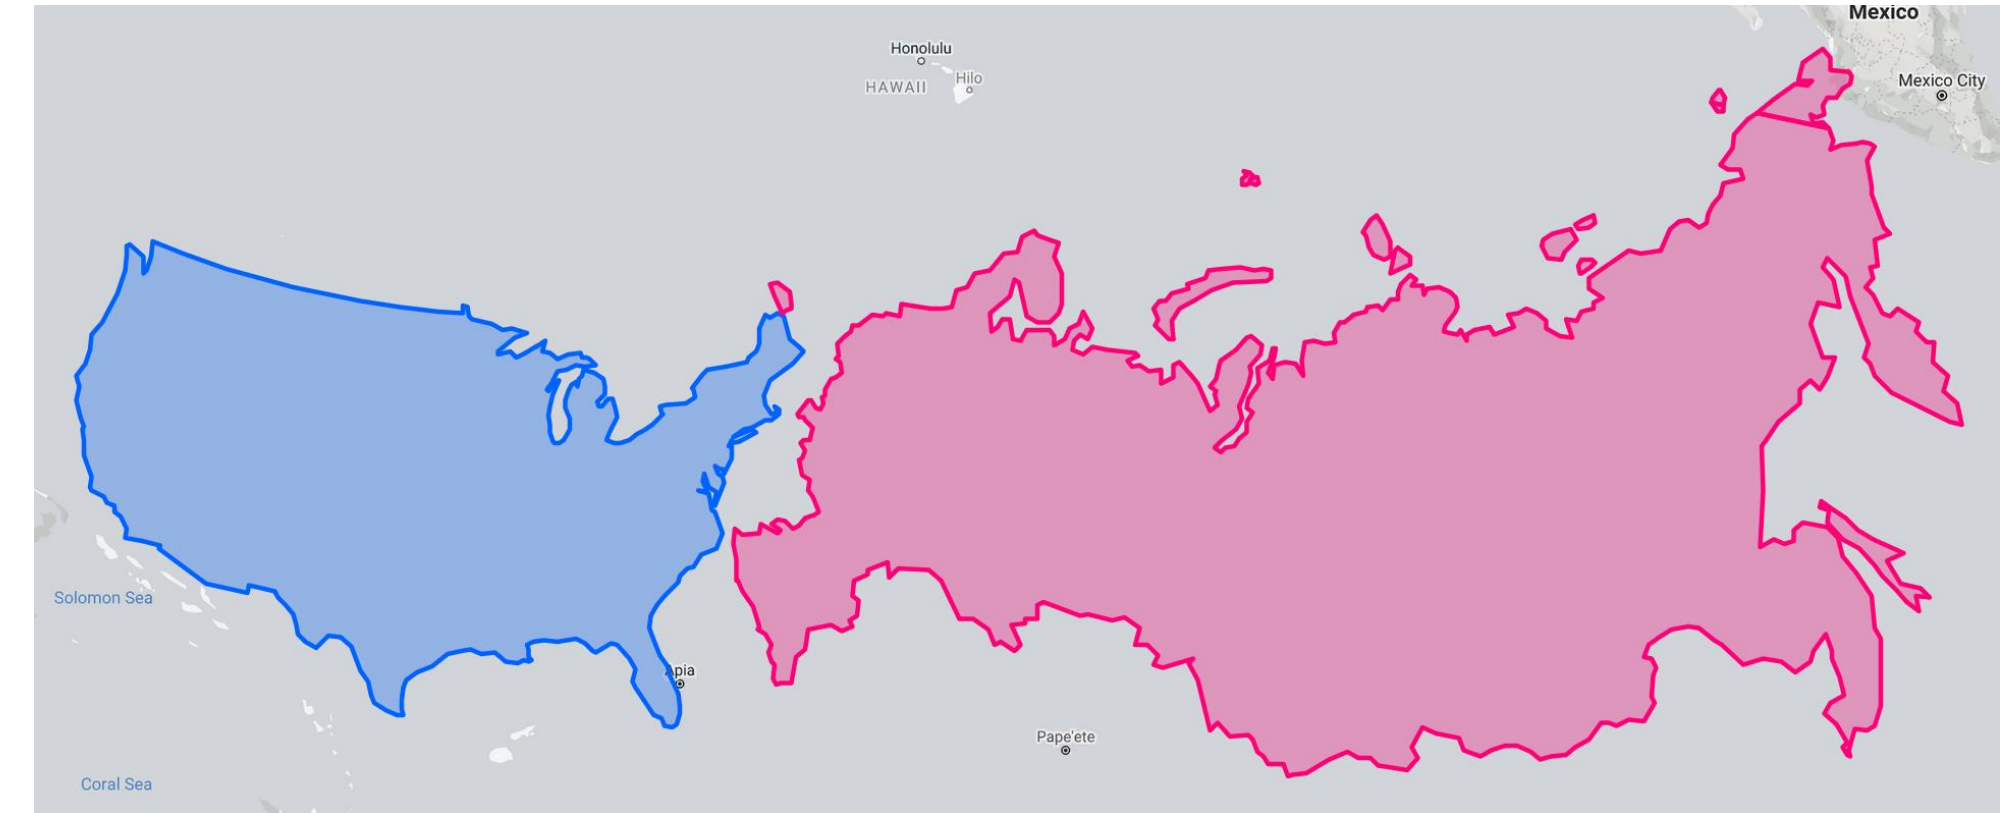 Mexico
Honolulu
HAWAII
Hilo
Mexico City
Solomon Sea
Apia
Pape'ete
Coral Sea